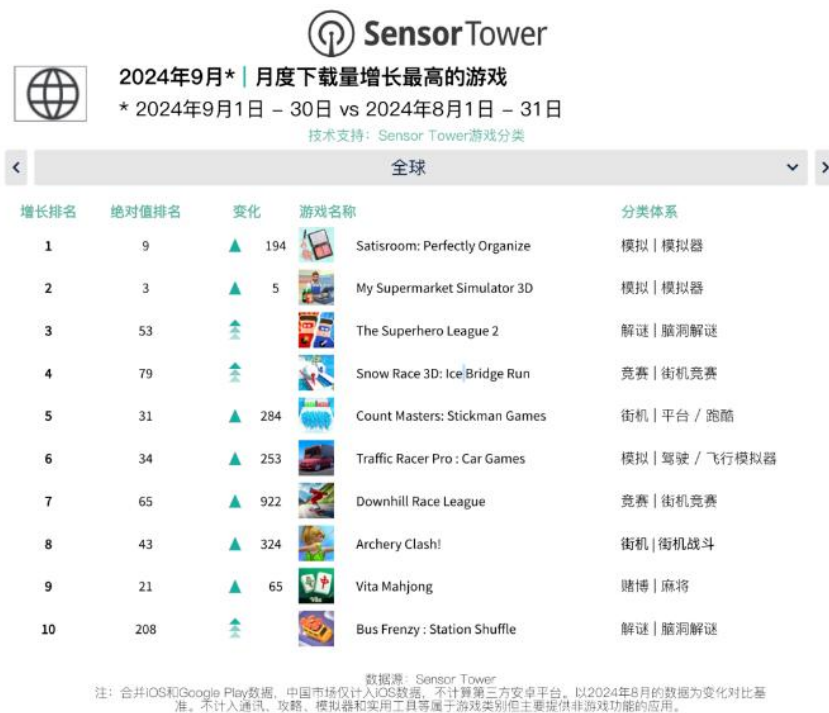 SensorTower
2024年9月* | 月度下载量增长最高的游戏
* 2024年9月1日 – 30日 vs 2024年8月1日 – 31日
技术支持：Sensor Tower游戏分类
全球
增长排名 绝对值排名 变化 游戏名称 分类体系
1 9 ▲ 194 Satisroom: Perfectly Organize 模拟 | 模拟器
2 3 ▲ 5 My Supermarket Simulator 3D 模拟 | 模拟器
3 53 The Superhero League 2 解谜 | 脑洞解谜
4 79 Snow Race 3D: Ice Bridge Run 竞赛 | 街机竞赛
5 31 ▲ 284 Count Masters: Stickman Games 街机 | 平台 / 跑酷
6 34 ▲ 253 Traffic Racer Pro : Car Games 模拟 | 驾驶 / 飞行模拟器
7 65 ▲ 922 Downhill Race League 竞赛 | 街机竞赛
8 43 ▲ 324 Archery Clash! 街机 | 街机战斗
9 21 ▲ 65 Vita Mahjong 赌博 | 麻将
10 208 Bus Frenzy : Station Shuffle 解谜 | 脑洞解谜
数据源：Sensor Tower
注：合并iOS和Google Play数据，中国市场仅计入iOS数据，不计算第三方安卓平台。以2024年8月的数据为变化对比基
准。不计入通讯、攻略、模拟器和实用工具等属于游戏类别但主要提供非游戏功能的应用。